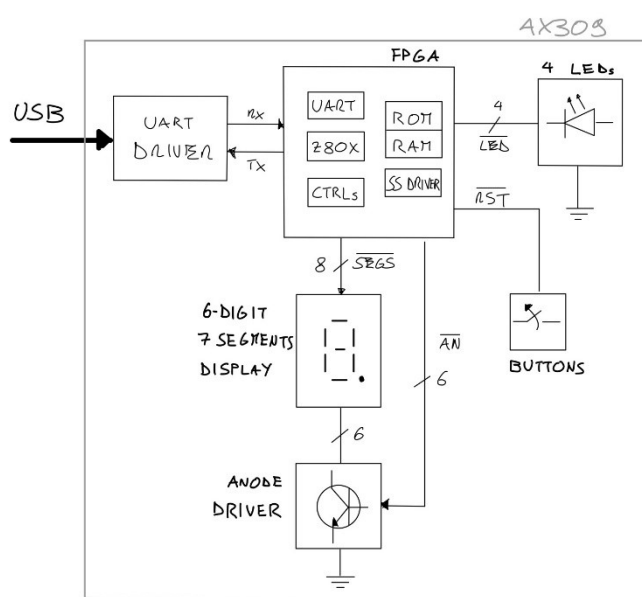 AX309
FPGA
4 LEDs
USB
UART
DRIVER
RX
TX
UART
Z80X
CTRLs
ROM
RAM
SS DRIVER
4
LED
RST
8
SEGS
6-DIGIT
7 SEGMENTS
DISPLAY
AN
6
BUTTONS
6
ANODE
DRIVER